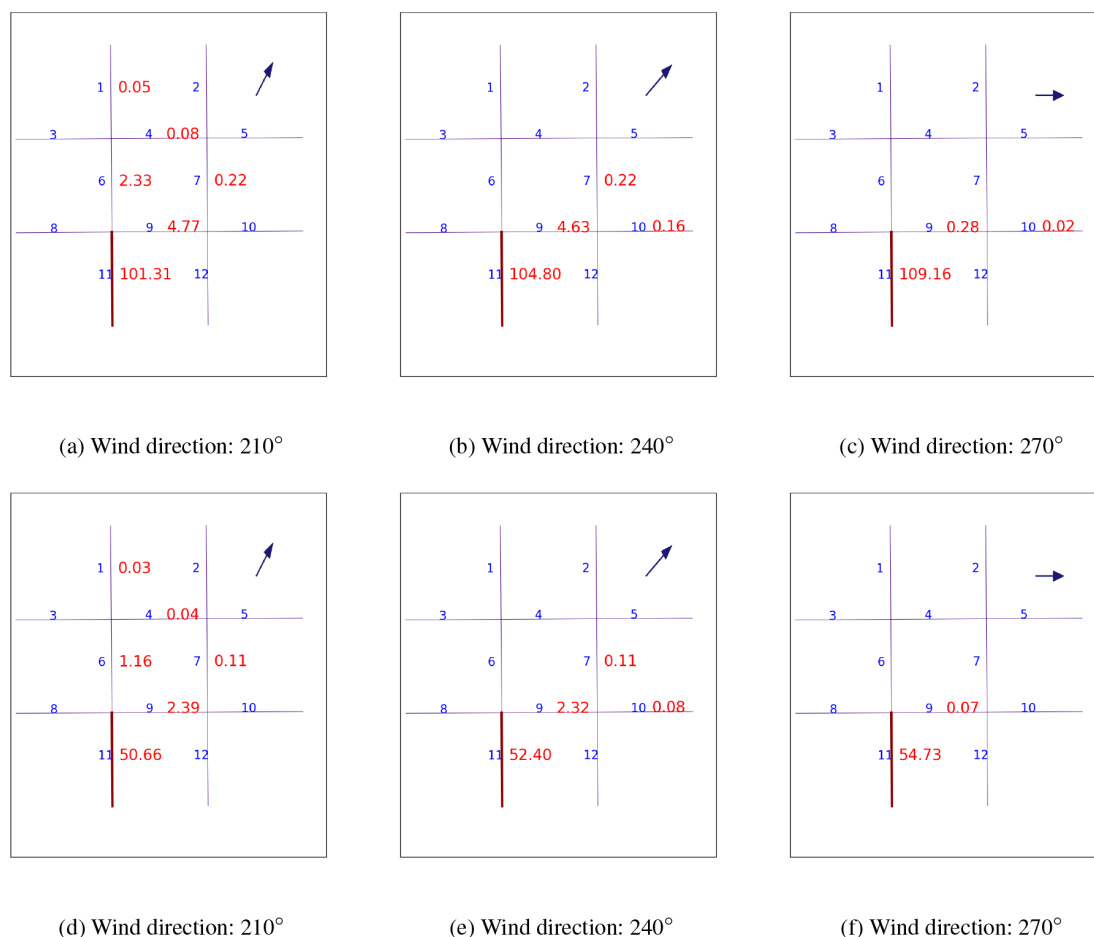 1 0.05 2
3 4 0.08 5
6 2.33 7 0.22
8 9 4.77 10
11 101.31 12
(a) Wind direction: 210°
1 2
3 4 5
6 7 0.22
8 9 4.63 10 0.16
11 104.80 12
(b) Wind direction: 240°
1 2
3 4 5
6 7
8 9 0.28 10 0.02
11 109.16 12
(c) Wind direction: 270°
1 0.03 2
3 4 0.04 5
6 1.16 7 0.11
8 9 2.39 10
11 50.66 12
(d) Wind direction: 210°
1 2
3 4 5
6 7 0.11
8 9 2.32 10 0.08
11 52.40 12
(e) Wind direction: 240°
1 2
3 4 5
6 7
8 9 0.07 10
11 54.73 12
(f) Wind direction: 270°